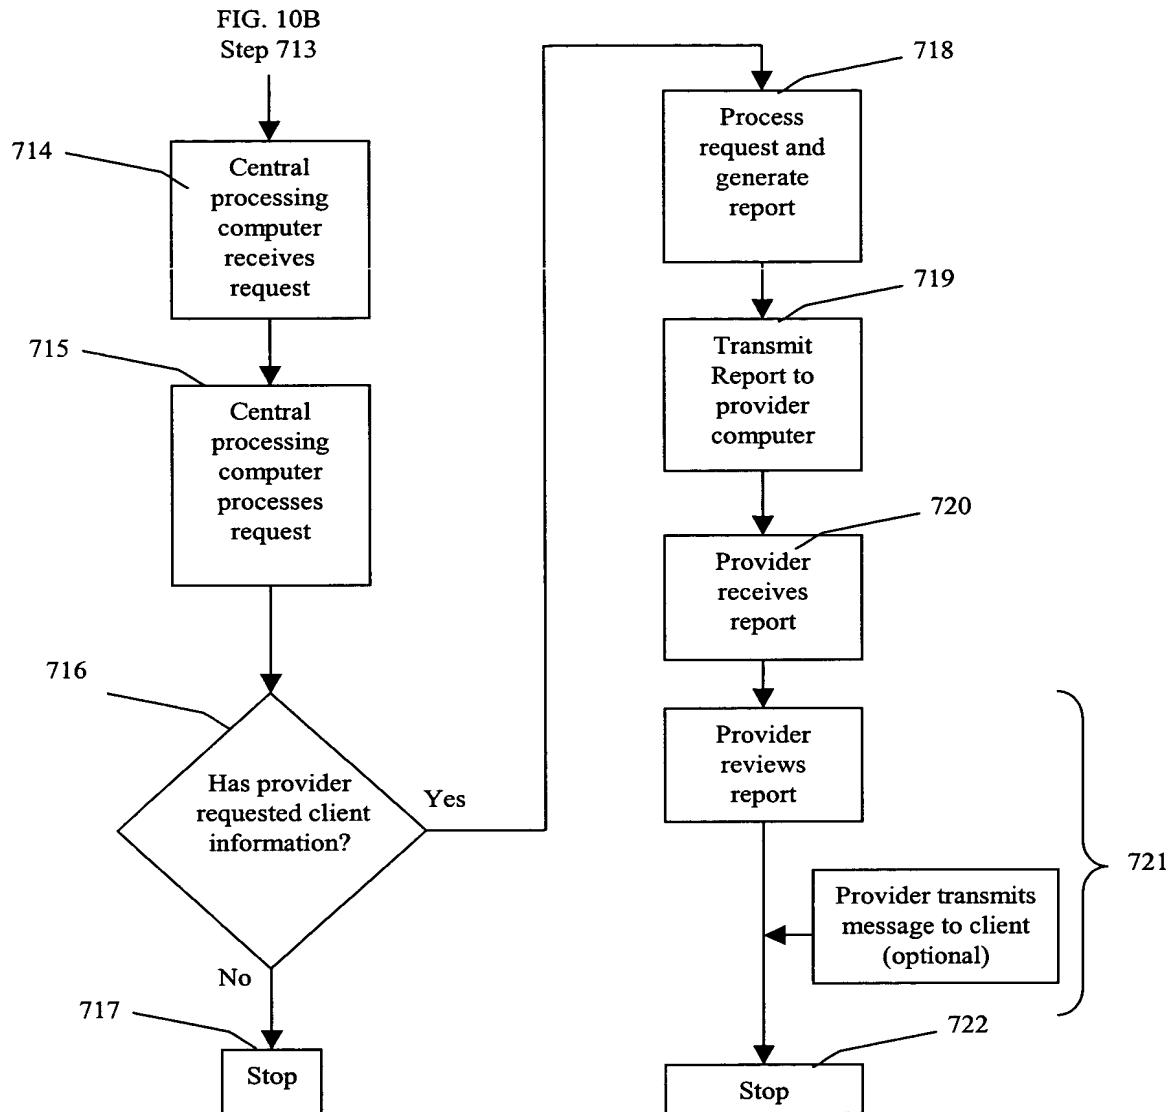 FIG. 10B
Step 713
714
Central
processing
computer
receives
request
715
Central
processing
computer
processes
request
716
Has provider
requested client
information?
Yes
No
717
Stop
718
Process
request and
generate
report
719
Transmit
Report to
provider
computer
720
Provider
receives
report
Provider
reviews
report
721
Provider transmits
message to client
(optional)
722
Stop